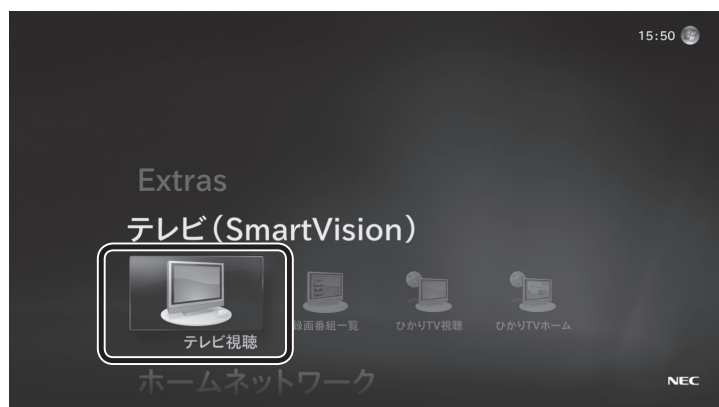 15:50
Extras
テレビ(SmartVision)
テレビ視聴
録画番組一覧
ひかりTV視聴
ひかりTVホーム
ホームネットワーク
NEC